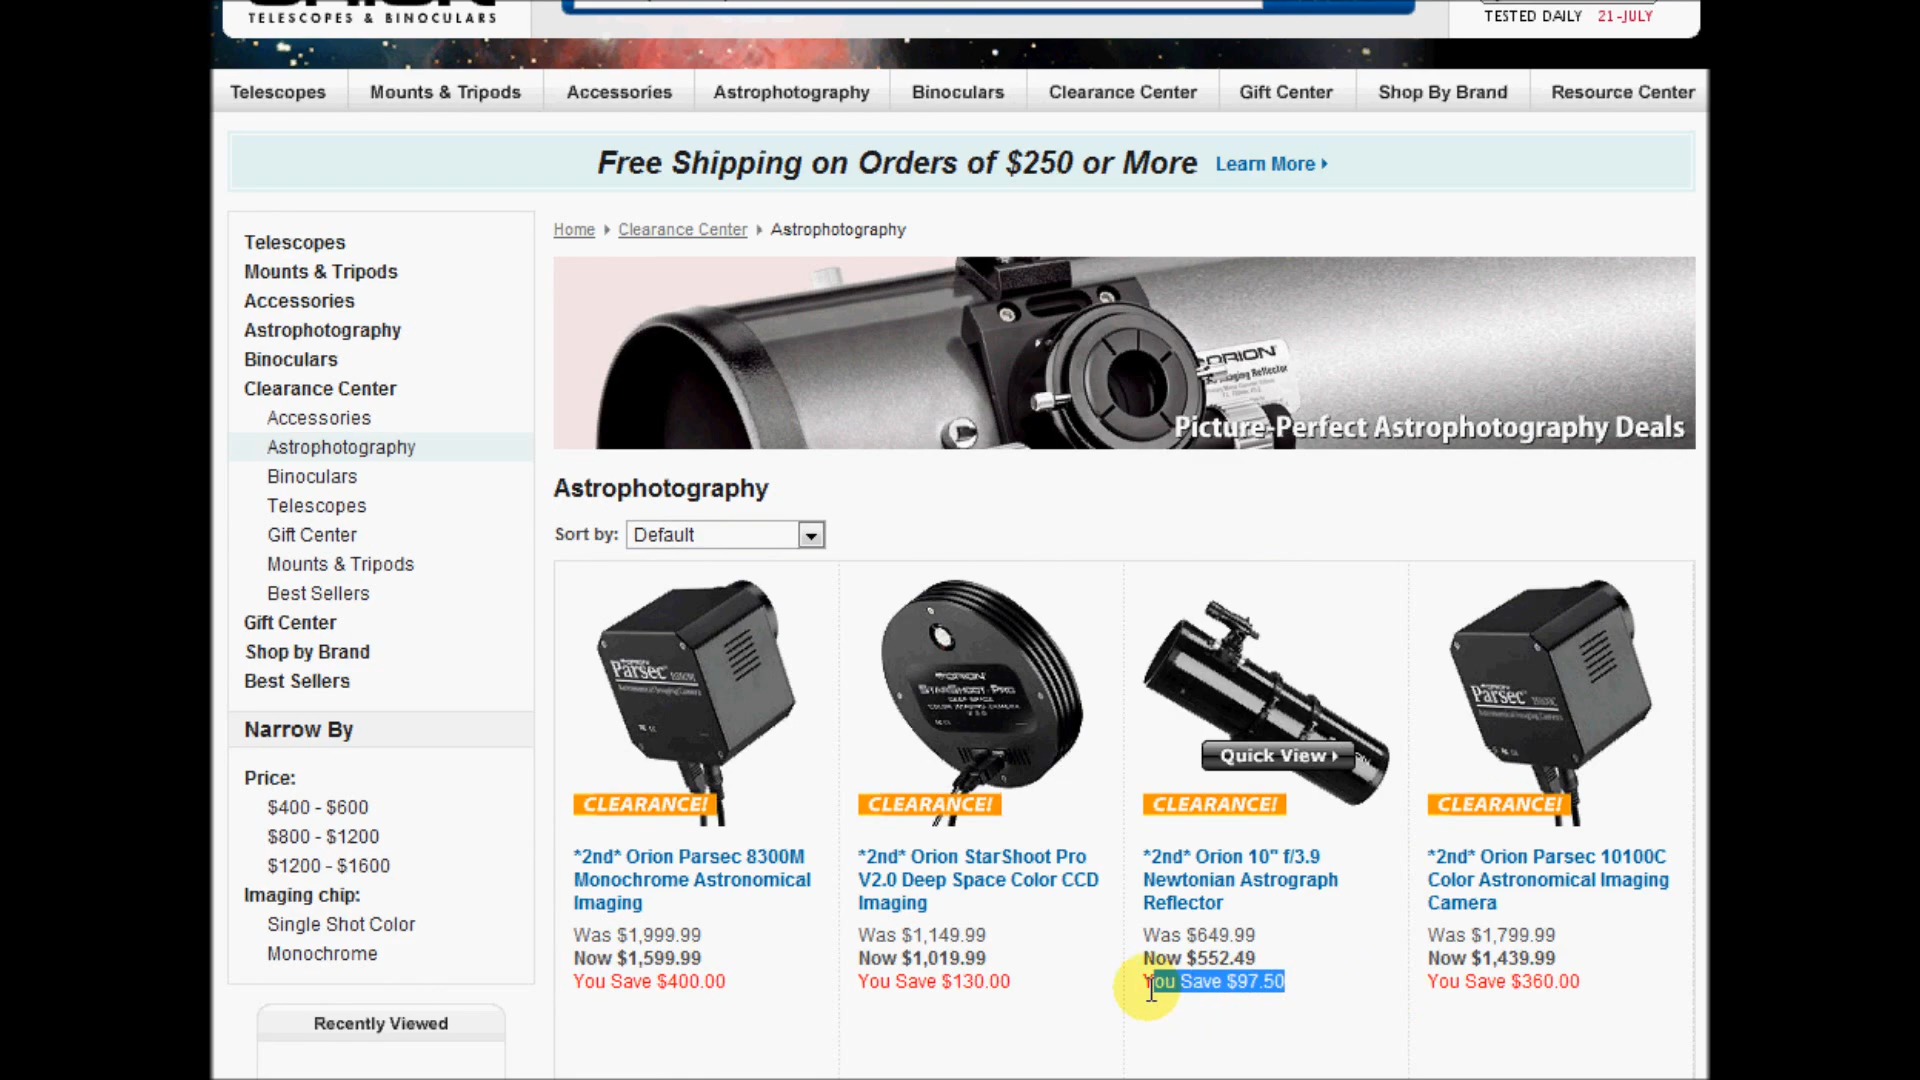 TELESCOPES & BINOCULARS
TESTED DAILY 21-JULY
Telescopes
Mounts & Tripods
Accessories
Astrophotography
Binoculars
Clearance Center
Gift Center
Shop By Brand
Resource Center
Free Shipping on Orders of $250 or More Learn More
Telescopes
Mounts & Tripods
Accessories
Astrophotography
Binoculars
Clearance Center
Accessories
Astrophotography
Binoculars
Telescopes
Gift Center
Mounts & Tripods
Best Sellers
Gift Center
Shop by Brand
Best Sellers
Narrow By
Price:
$400 - $600
$800 - $1200
$1200 - $1600
Imaging chip:
Single Shot Color
Monochrome
Recently Viewed
Home Clearance Center Astrophotography
ORION
Picture-Perfect Astrophotography Deals
Astrophotography
Sort by: Default
Parsec
CLEARANCE!
*2nd* Orion Parsec 8300M
Monochrome Astronomical
Imaging
Was $1,999.99
Now $1,599.99
You Save $400.00
ORION
STARSHOOT PRO
DEEP SPACE
COLOR IMAGING CAMERA
V 2.0
CLEARANCE!
*2nd* Orion StarShoot Pro
V2.0 Deep Space Color CCD
Imaging
Was $1,149.99
Now $1,019.99
You Save $130.00
Quick View
CLEARANCE!
*2nd* Orion 10" f/3.9
Newtonian Astrograph
Reflector
Was $649.99
Now $552.49
You Save $97.50
Parsec
CLEARANCE!
*2nd* Orion Parsec 10100C
Color Astronomical Imaging
Camera
Was $1,799.99
Now $1,439.99
You Save $360.00